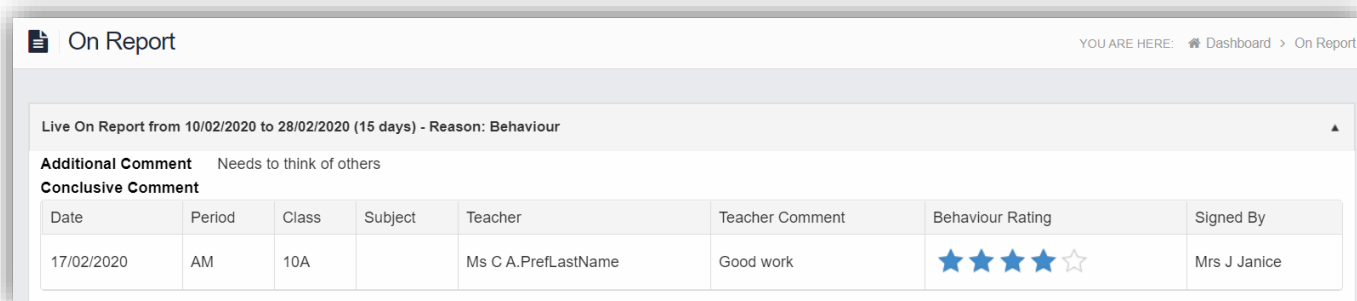 On Report
YOU ARE HERE: Dashboard > On Report
Live On Report from 10/02/2020 to 28/02/2020 (15 days) - Reason: Behaviour
Additional Comment Needs to think of others
Conclusive Comment
Date Period Class Subject Teacher Teacher Comment Behaviour Rating Signed By
17/02/2020 AM 10A Ms C A.PrefLastName Good work Mrs J Janice